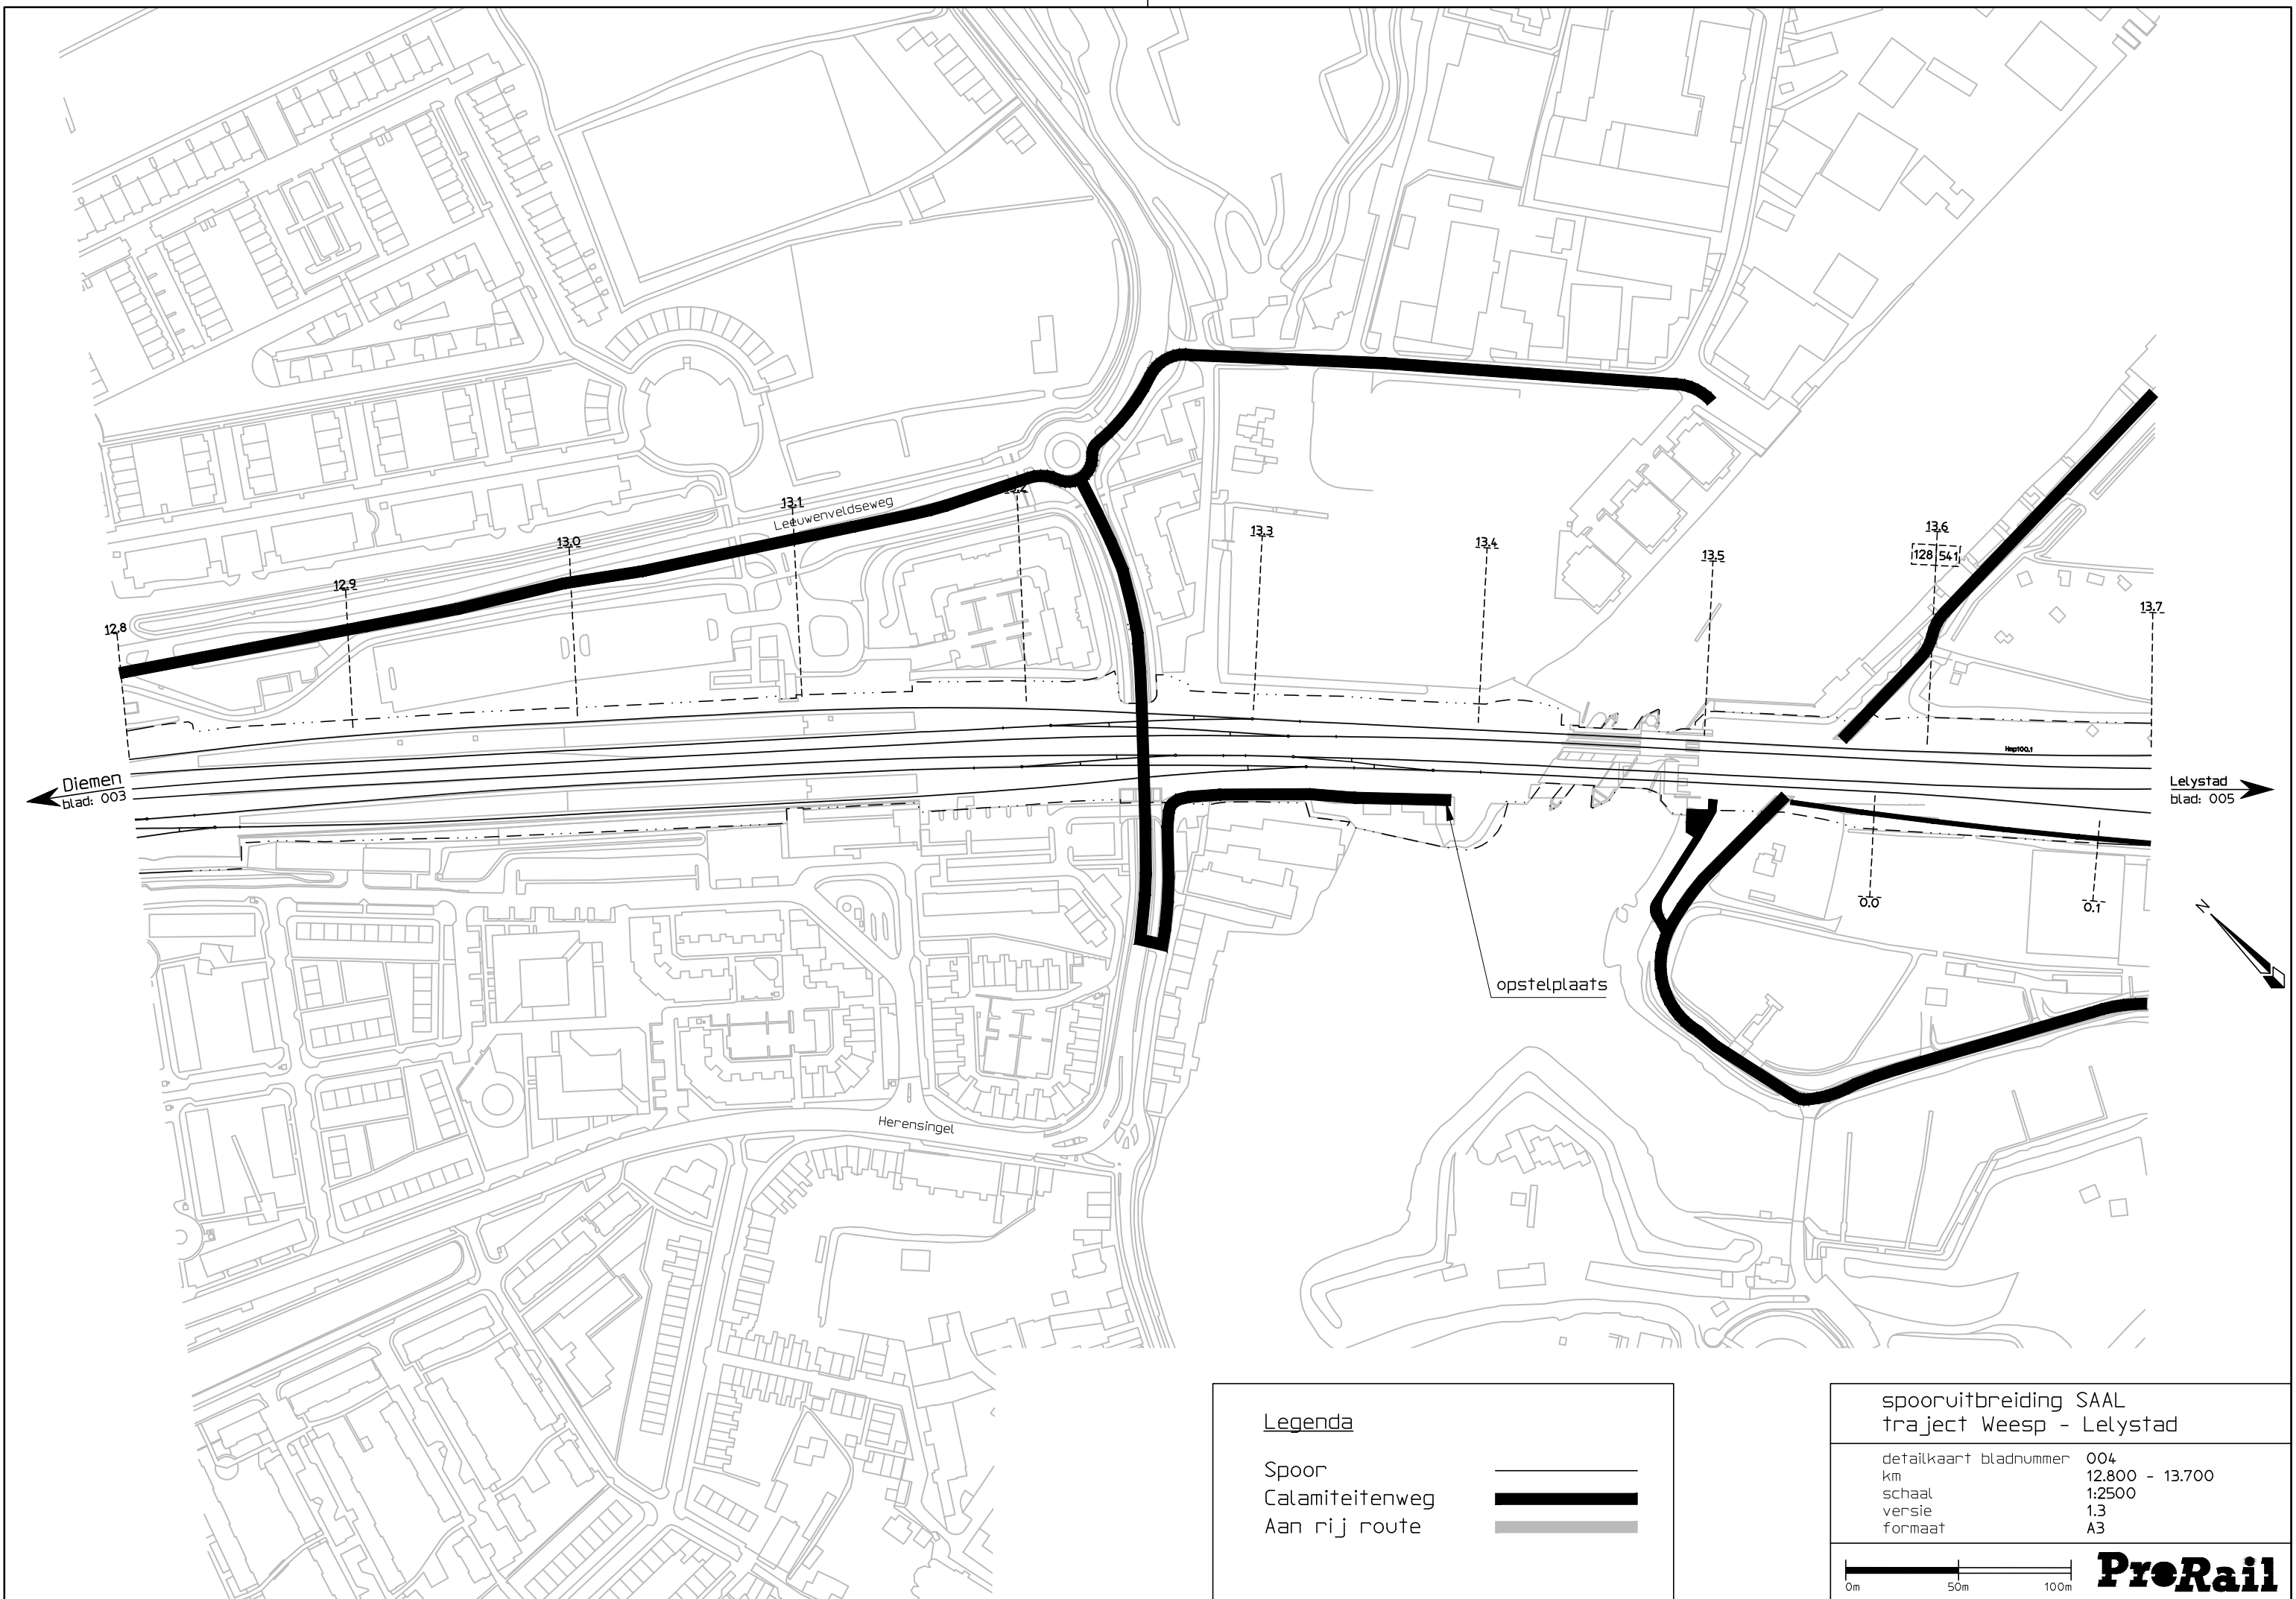 13.1
Leeuwenveldseweg
13.0
13.3
13.6
13.4
128 541
13.5
12.9
13.7
12.8
Hmp100.1
Diemen
blad: 003
Lelystad
blad: 005
0.0
0.1
N
opstelplaats
Herensingel
Legenda
Spoor
Calamiteitenweg
Aan rij route
spooruitbreiding SAAL
traject Weesp - Lelystad
detailkaart bladnummer 004
km 12.800 - 13.700
schaal 1:2500
versie 1.3
formaat A3
0m 50m 100m
ProRail